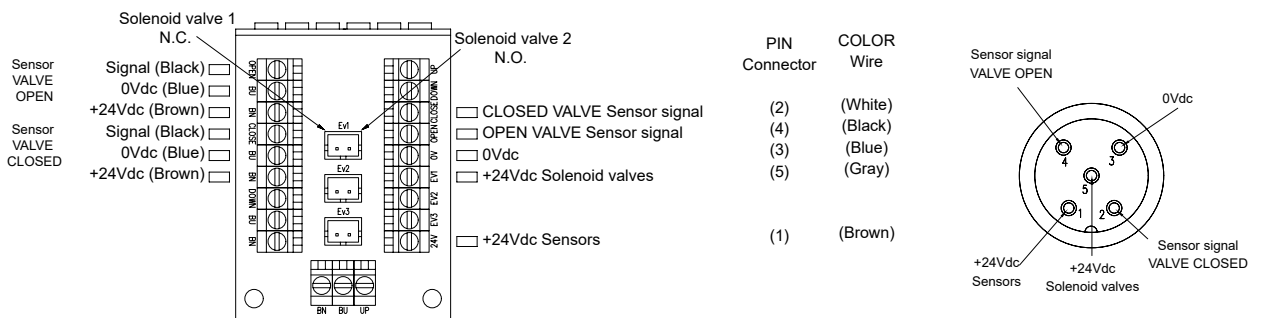 Solenoid valve 1
N.C.
Solenoid valve 2
N.O.
Sensor
VALVE
OPEN
Signal (Black)
0Vdc (Blue)
+24Vdc (Brown)
Sensor
VALVE
CLOSED
Signal (Black)
0Vdc (Blue)
+24Vdc (Brown)
OPEN
BU
BN
CLOSE
BU
BN
DOWN
BU
BN
Ev1
Ev2
Ev3
BN BU UP
UP
DOWN
CLOSE
OPEN
0V
EV1
EV2
EV3
24V
CLOSED VALVE Sensor signal
OPEN VALVE Sensor signal
0Vdc
+24Vdc Solenoid valves
+24Vdc Sensors
PIN
Connector
COLOR
Wire
(2) (White)
(4) (Black)
(3) (Blue)
(5) (Gray)
(1) (Brown)
Sensor signal
VALVE OPEN
0Vdc
4
3
5
1
2
+24Vdc
Sensors
+24Vdc
Solenoid valves
Sensor signal
VALVE CLOSED